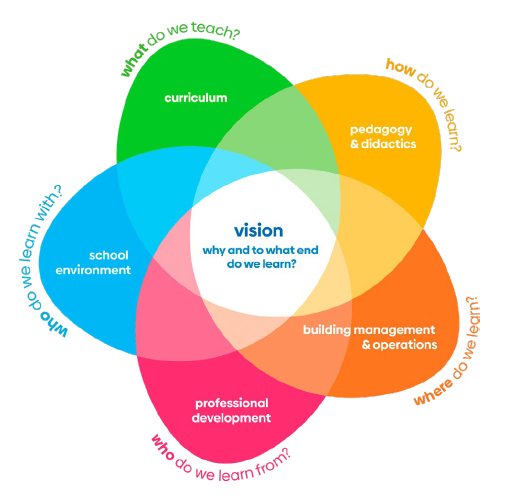 what do we teach?
how do we learn?
curriculum
pedagogy
& didactics
who do we learn with?
vision
why and to what end
do we learn?
school
environment
building management
& operations
where do we learn?
professional
development
who do we learn from?